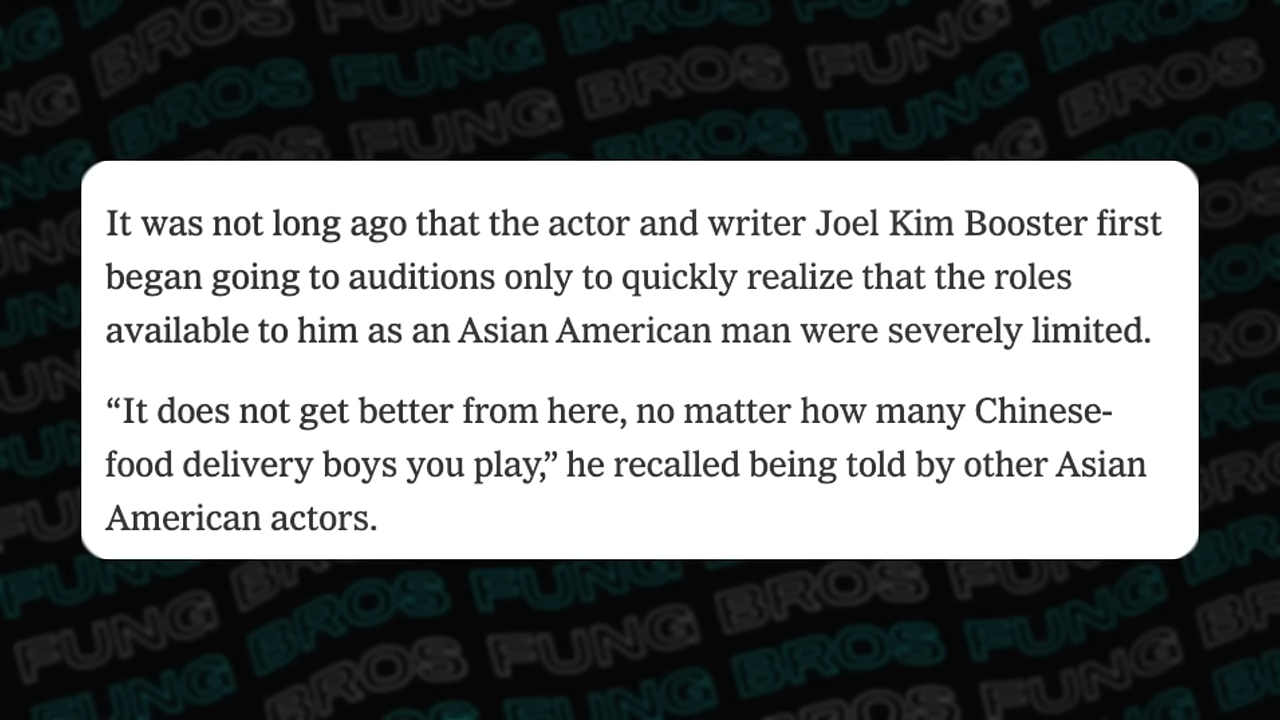 It was not long ago that the actor and writer Joel Kim Booster first
began going to auditions only to quickly realize that the roles
available to him as an Asian American man were severely limited.
“It does not get better from here, no matter how many Chinese-
food delivery boys you play,” he recalled being told by other Asian
American actors.
FUNG BROS